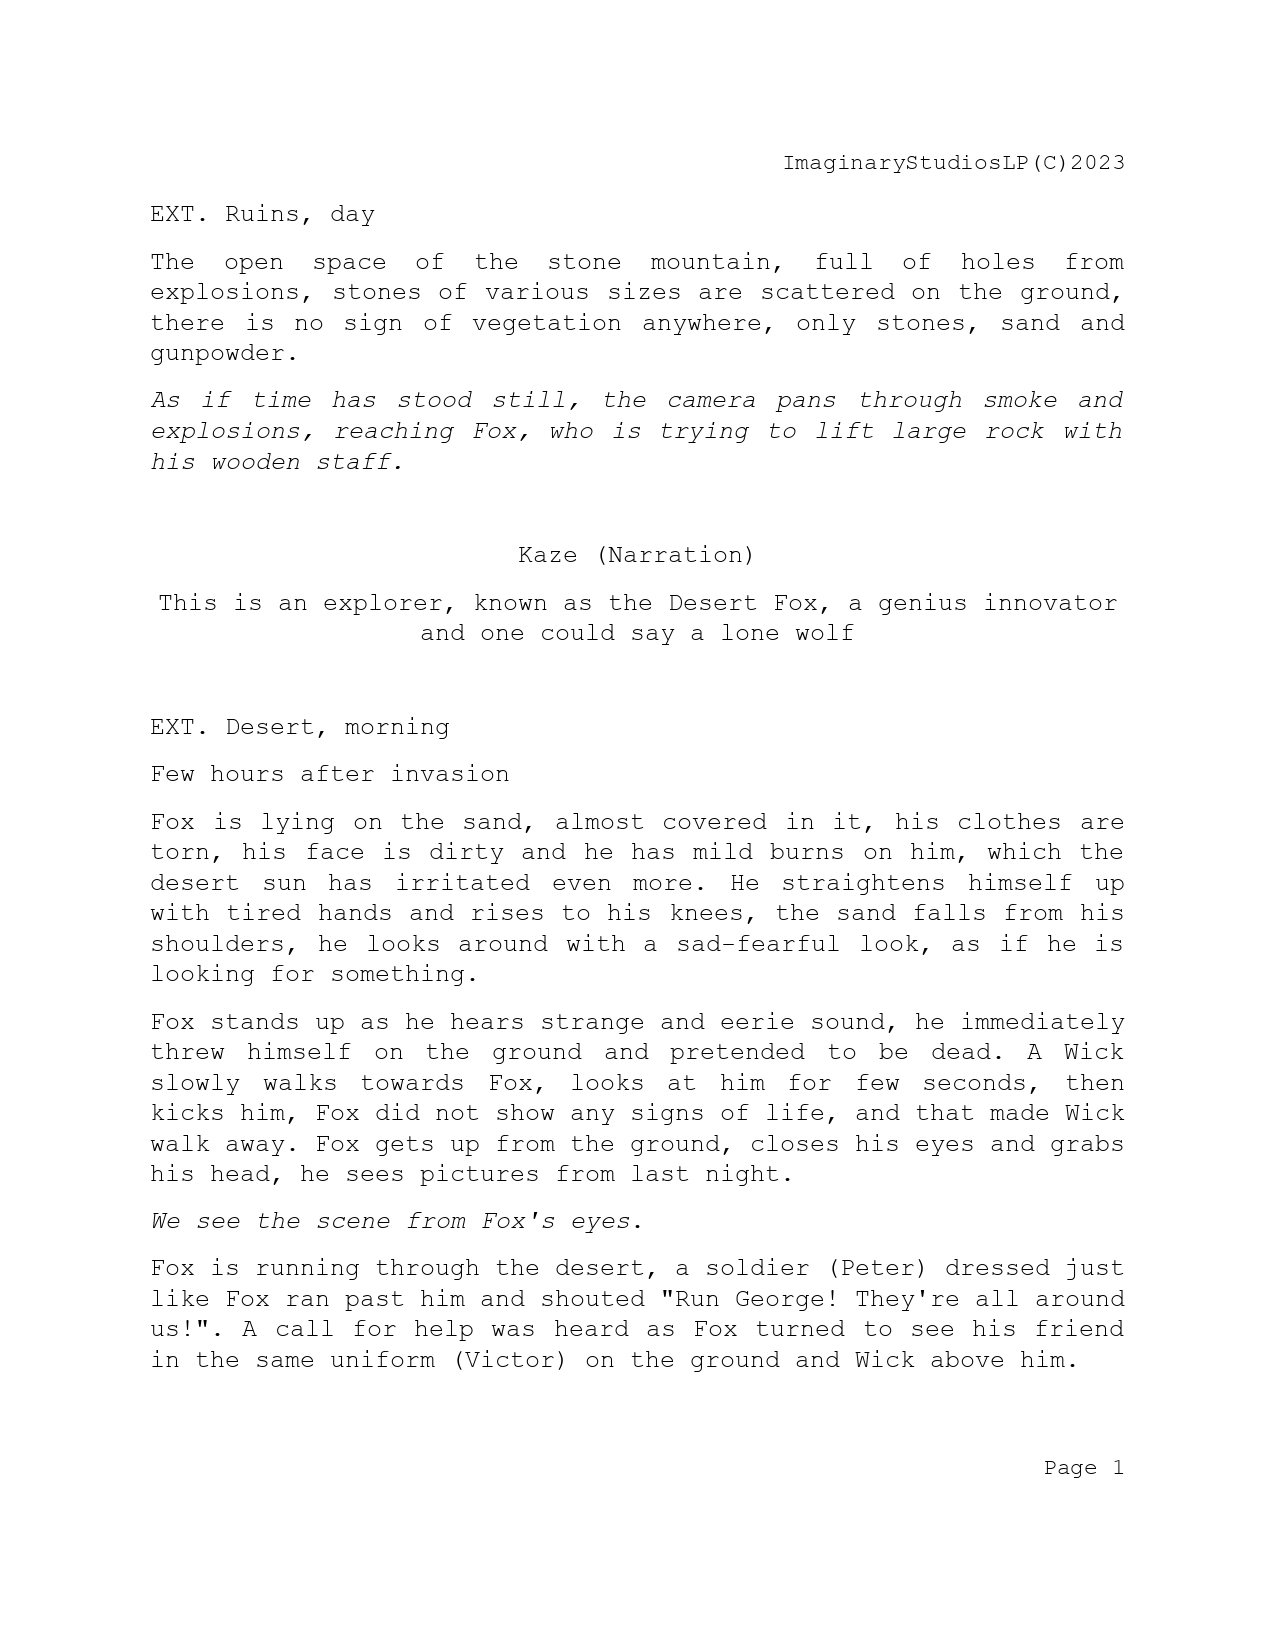 ImaginaryStudiosLP(C)2023
EXT. Ruins, day
The open space of the stone mountain, full of holes from
explosions, stones of various sizes are scattered on the ground,
there is no sign of vegetation anywhere, only stones, sand and
gunpowder.
As if time has stood still, the camera pans through smoke and
explosions, reaching Fox, who is trying to lift large rock with
his wooden staff.
Kaze (Narration)
This is an explorer, known as the Desert Fox, a genius innovator
and one could say a lone wolf
EXT. Desert, morning
Few hours after invasion
Fox is lying on the sand, almost covered in it, his clothes are
torn, his face is dirty and he has mild burns on him, which the
desert sun has irritated even more. He straightens himself up
with tired hands and rises to his knees, the sand falls from his
shoulders, he looks around with a sad-fearful look, as if he is
looking for something.
Fox stands up as he hears strange and eerie sound, he immediately
threw himself on the ground and pretended to be dead. A Wick
slowly walks towards Fox, looks at him for few seconds, then
kicks him, Fox did not show any signs of life, and that made Wick
walk away. Fox gets up from the ground, closes his eyes and grabs
his head, he sees pictures from last night.
We see the scene from Fox's eyes.
Fox is running through the desert, a soldier (Peter) dressed just
like Fox ran past him and shouted "Run George! They're all around
us!". A call for help was heard as Fox turned to see his friend
in the same uniform (Victor) on the ground and Wick above him.
Page 1